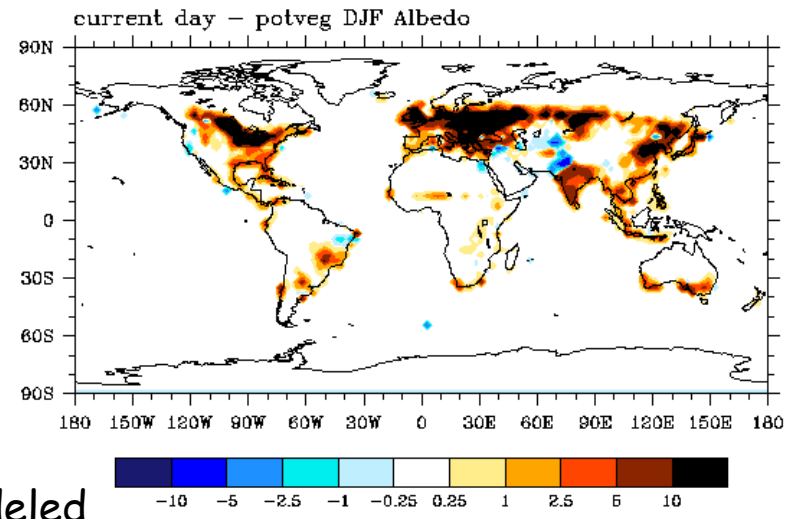 current day – potveg DJF Albedo
90N
60N
30N
0
30S
60S
90S
180 150W 120W 90W 60W 30W 0 30E 60E 90E 120E 150E 180
-10 -5 -2.5 -1 -0.25 0.25 1 2.5 5 10